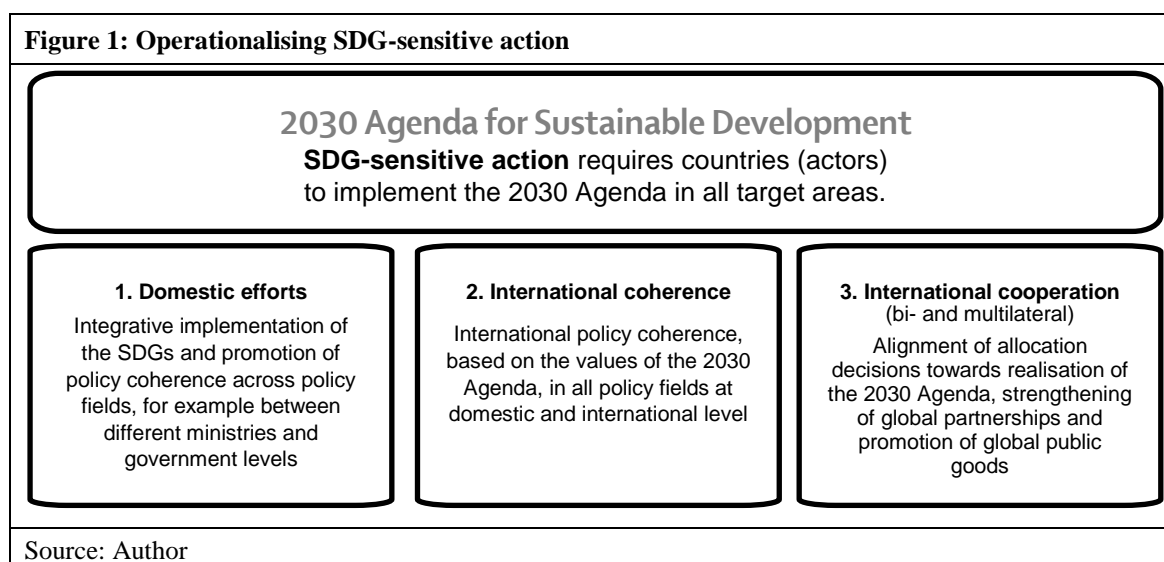 Figure 1: Operationalising SDG-sensitive action
2030 Agenda for Sustainable Development
SDG-sensitive action requires countries (actors)
to implement the 2030 Agenda in all target areas.
1. Domestic efforts
Integrative implementation of
the SDGs and promotion of
policy coherence across policy
fields, for example between
different ministries and
government levels
2. International coherence
International policy coherence,
based on the values of the 2030
Agenda, in all policy fields at
domestic and international level
3. International cooperation
(bi- and multilateral)
Alignment of allocation
decisions towards realisation of
the 2030 Agenda, strengthening
of global partnerships and
promotion of global public
goods
Source: Author